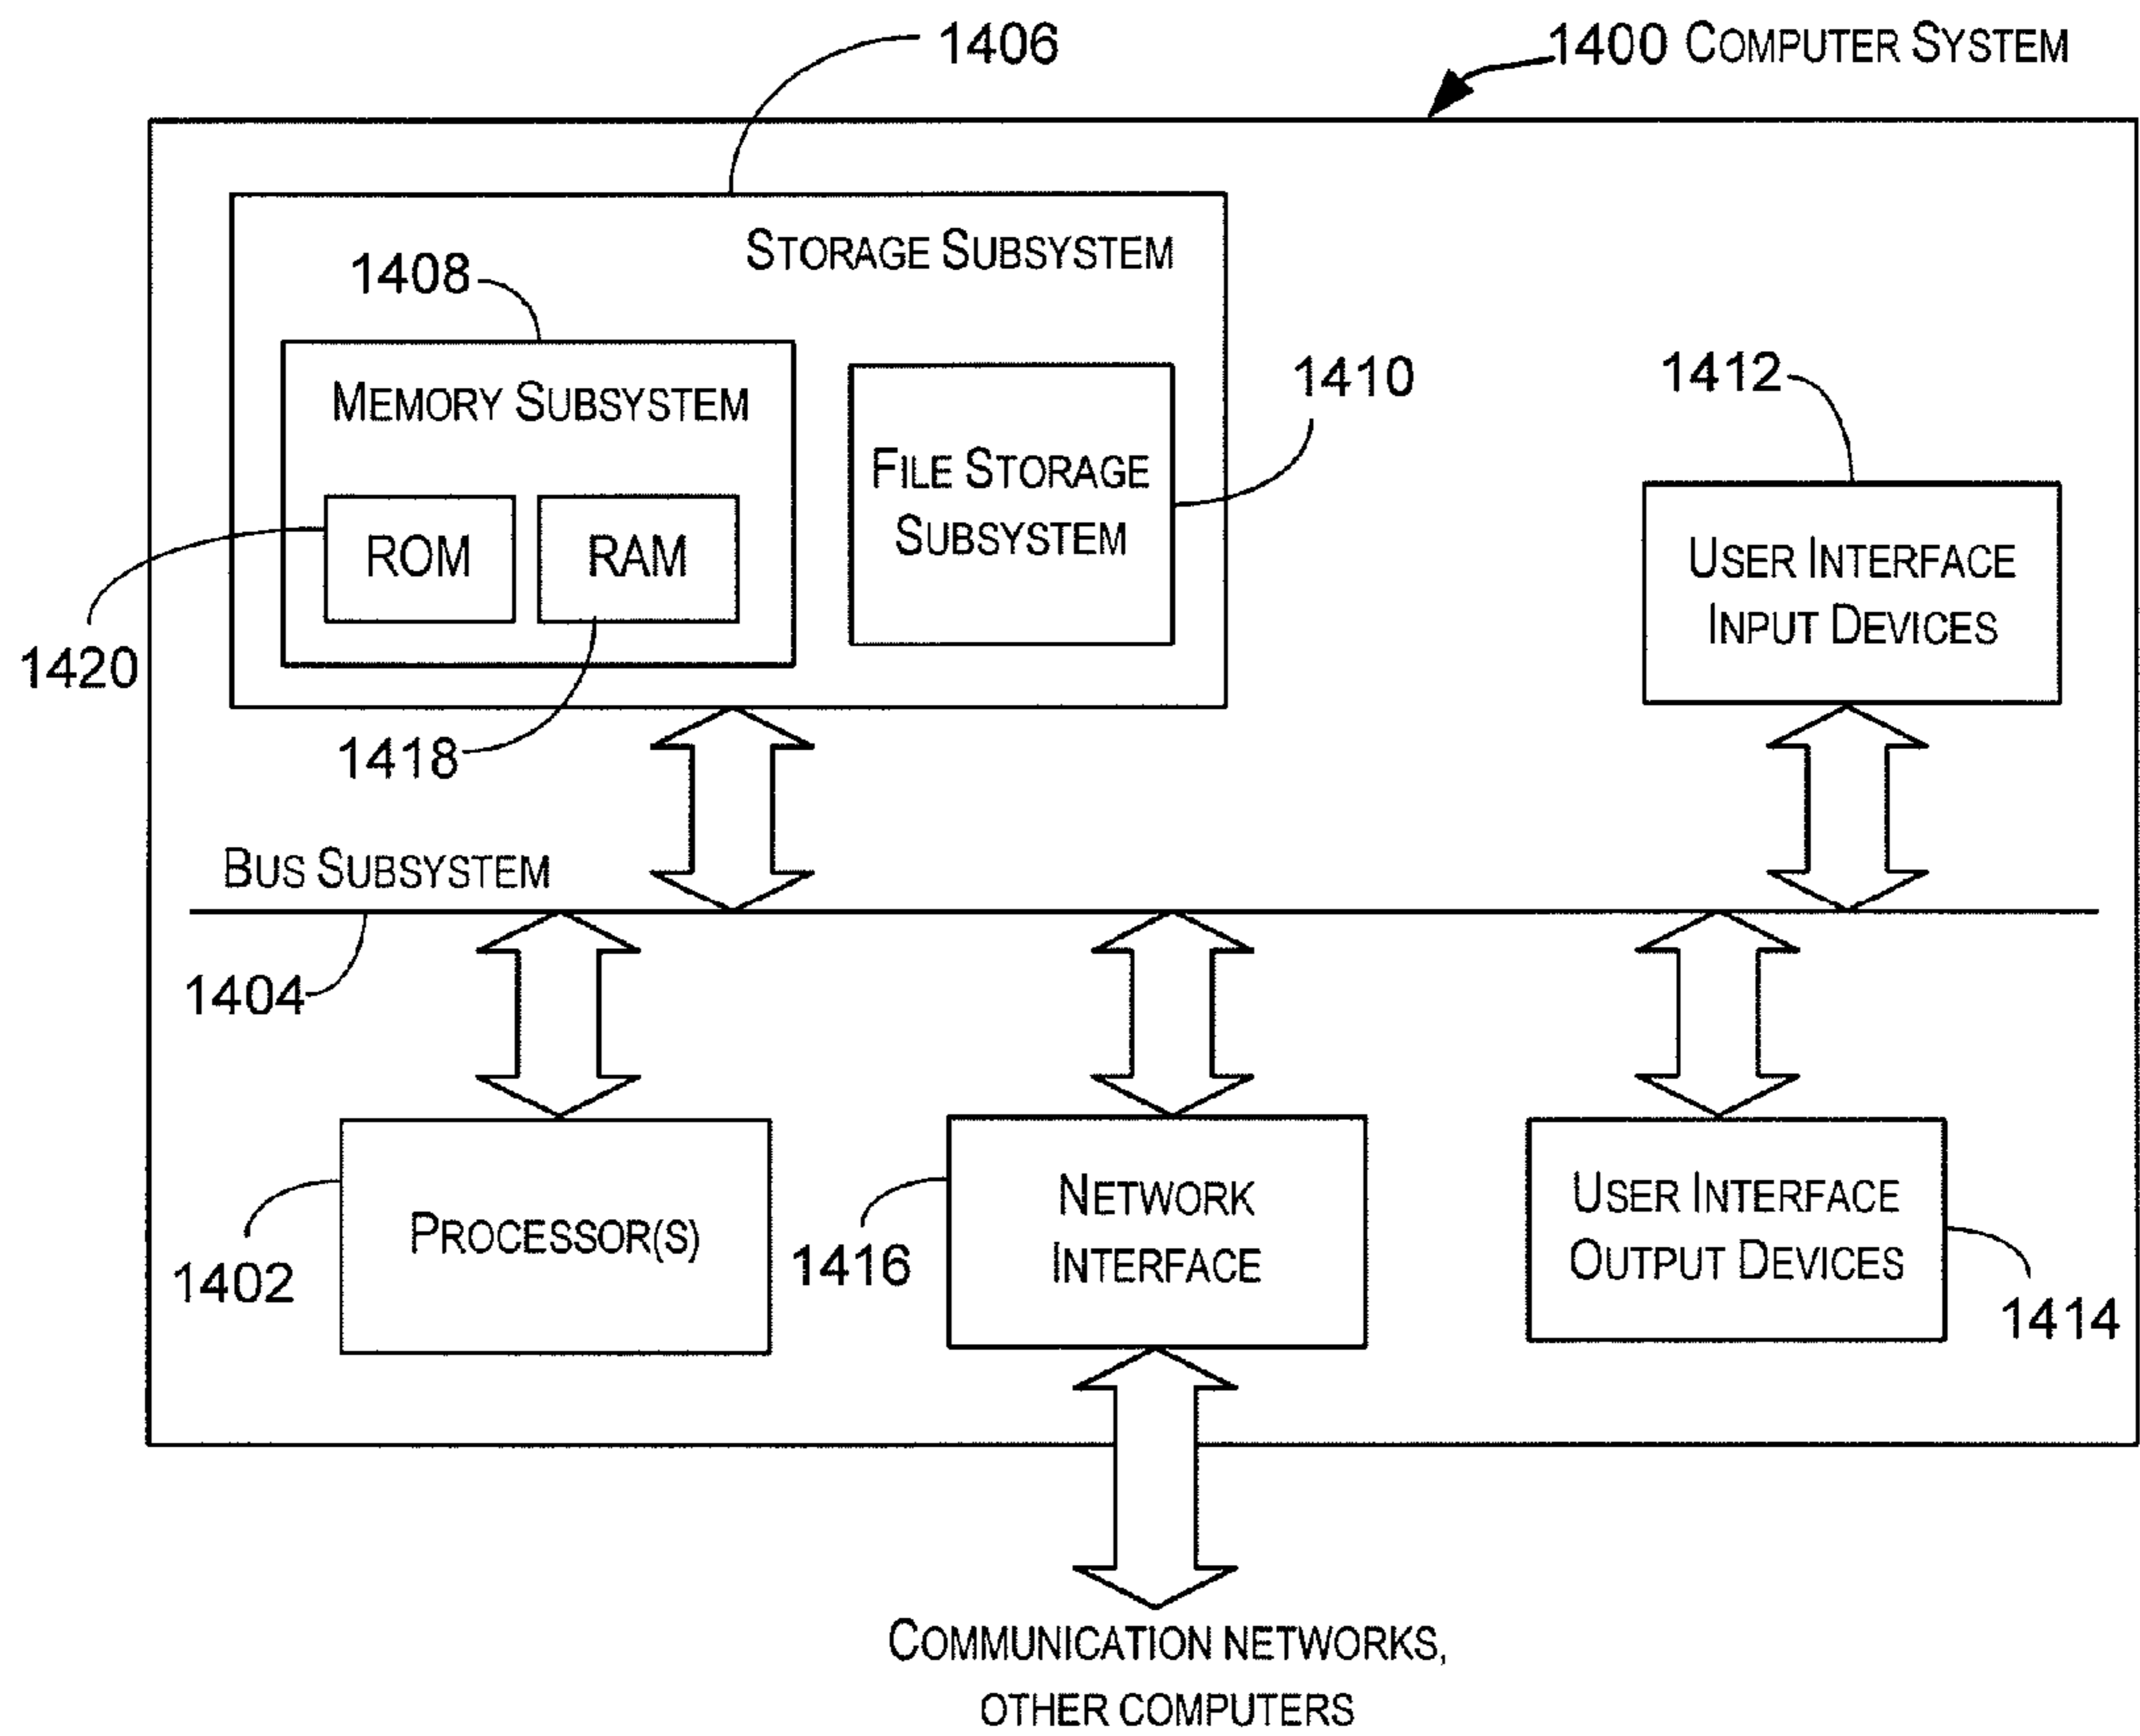 1406
1400 COMPUTER SYSTEM
STORAGE SUBSYSTEM
1408
MEMORY SUBSYSTEM
1410
1412
FILE STORAGE
SUBSYSTEM
ROM
RAM
USER INTERFACE
INPUT DEVICES
1420
1418
BUS SUBSYSTEM
1404
PROCESSOR(S)
NETWORK
INTERFACE
USER INTERFACE
OUTPUT DEVICES
1402
1416
1414
COMMUNICATION NETWORKS,
OTHER COMPUTERS